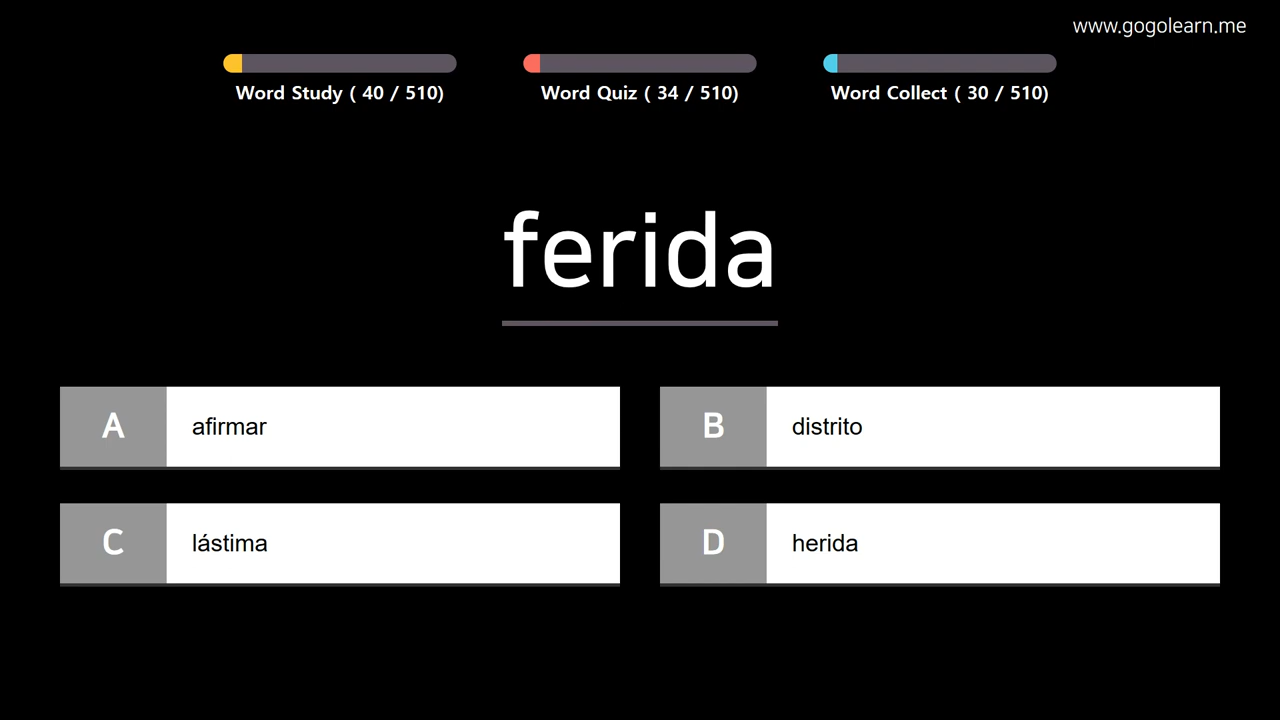 www.gogolearn.me
Word Study ( 40 / 510)
Word Quiz ( 34 / 510)
Word Collect ( 30 / 510)
ferida
A afirmar
B distrito
C lástima
D herida